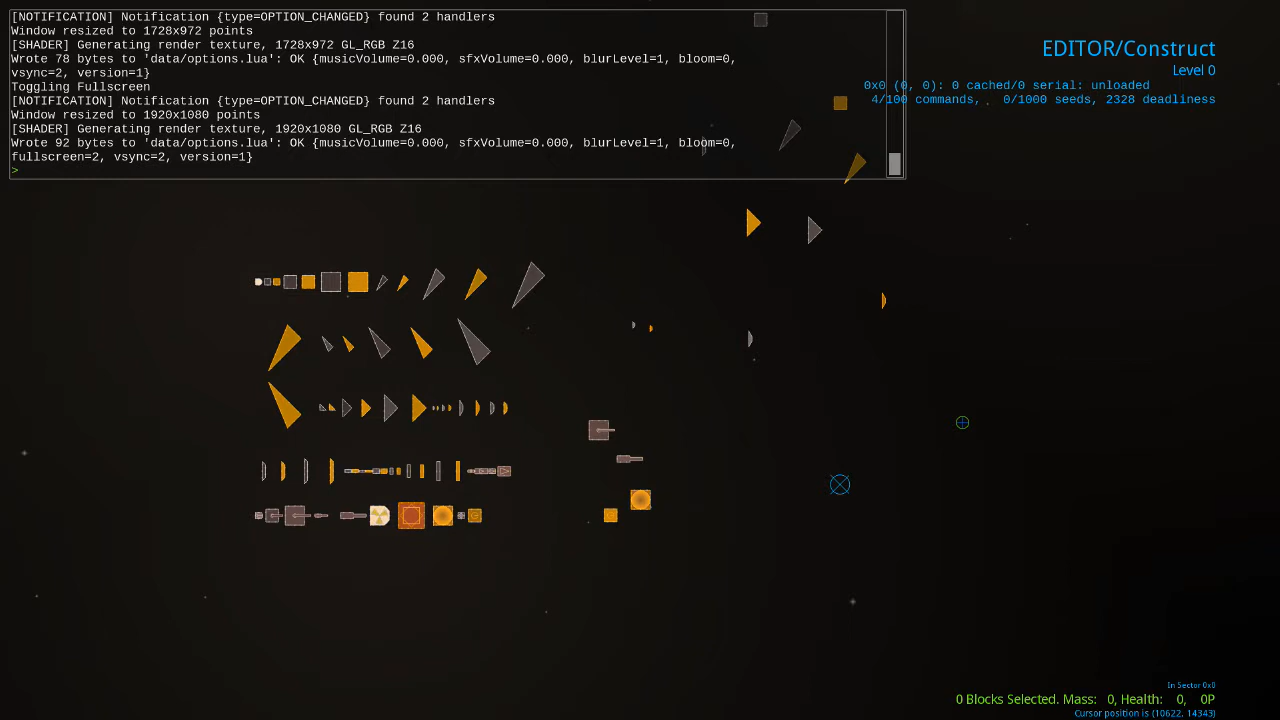 [NOTIFICATION] Notification {type=OPTION_CHANGED} found 2 handlers
Window resized to 1728x972 points
[SHADER] Generating render texture, 1728x972 GL_RGB Z16
Wrote 78 bytes to 'data/options.lua': OK {musicVolume=0.000, sfxVolume=0.000, blurLevel=1, bloom=0,
vsync=2, version=1}
Toggling Fullscreen
[NOTIFICATION] Notification {type=OPTION_CHANGED} found 2 handlers
Window resized to 1920x1080 points
[SHADER] Generating render texture, 1920x1080 GL_RGB Z16
Wrote 92 bytes to 'data/options.lua': OK {musicVolume=0.000, sfxVolume=0.000, blurLevel=1, bloom=0,
fullscreen=2, vsync=2, version=1}
>
EDITOR/Construct
Level 0
0x0 (0, 0): 0 cached/0 serial: unloaded
4/100 commands, 0/1000 seeds, 2328 deadliness
In Sector 0x0
0 Blocks Selected. Mass: 0, Health: 0, 0P
Cursor position is (10622, 14343)